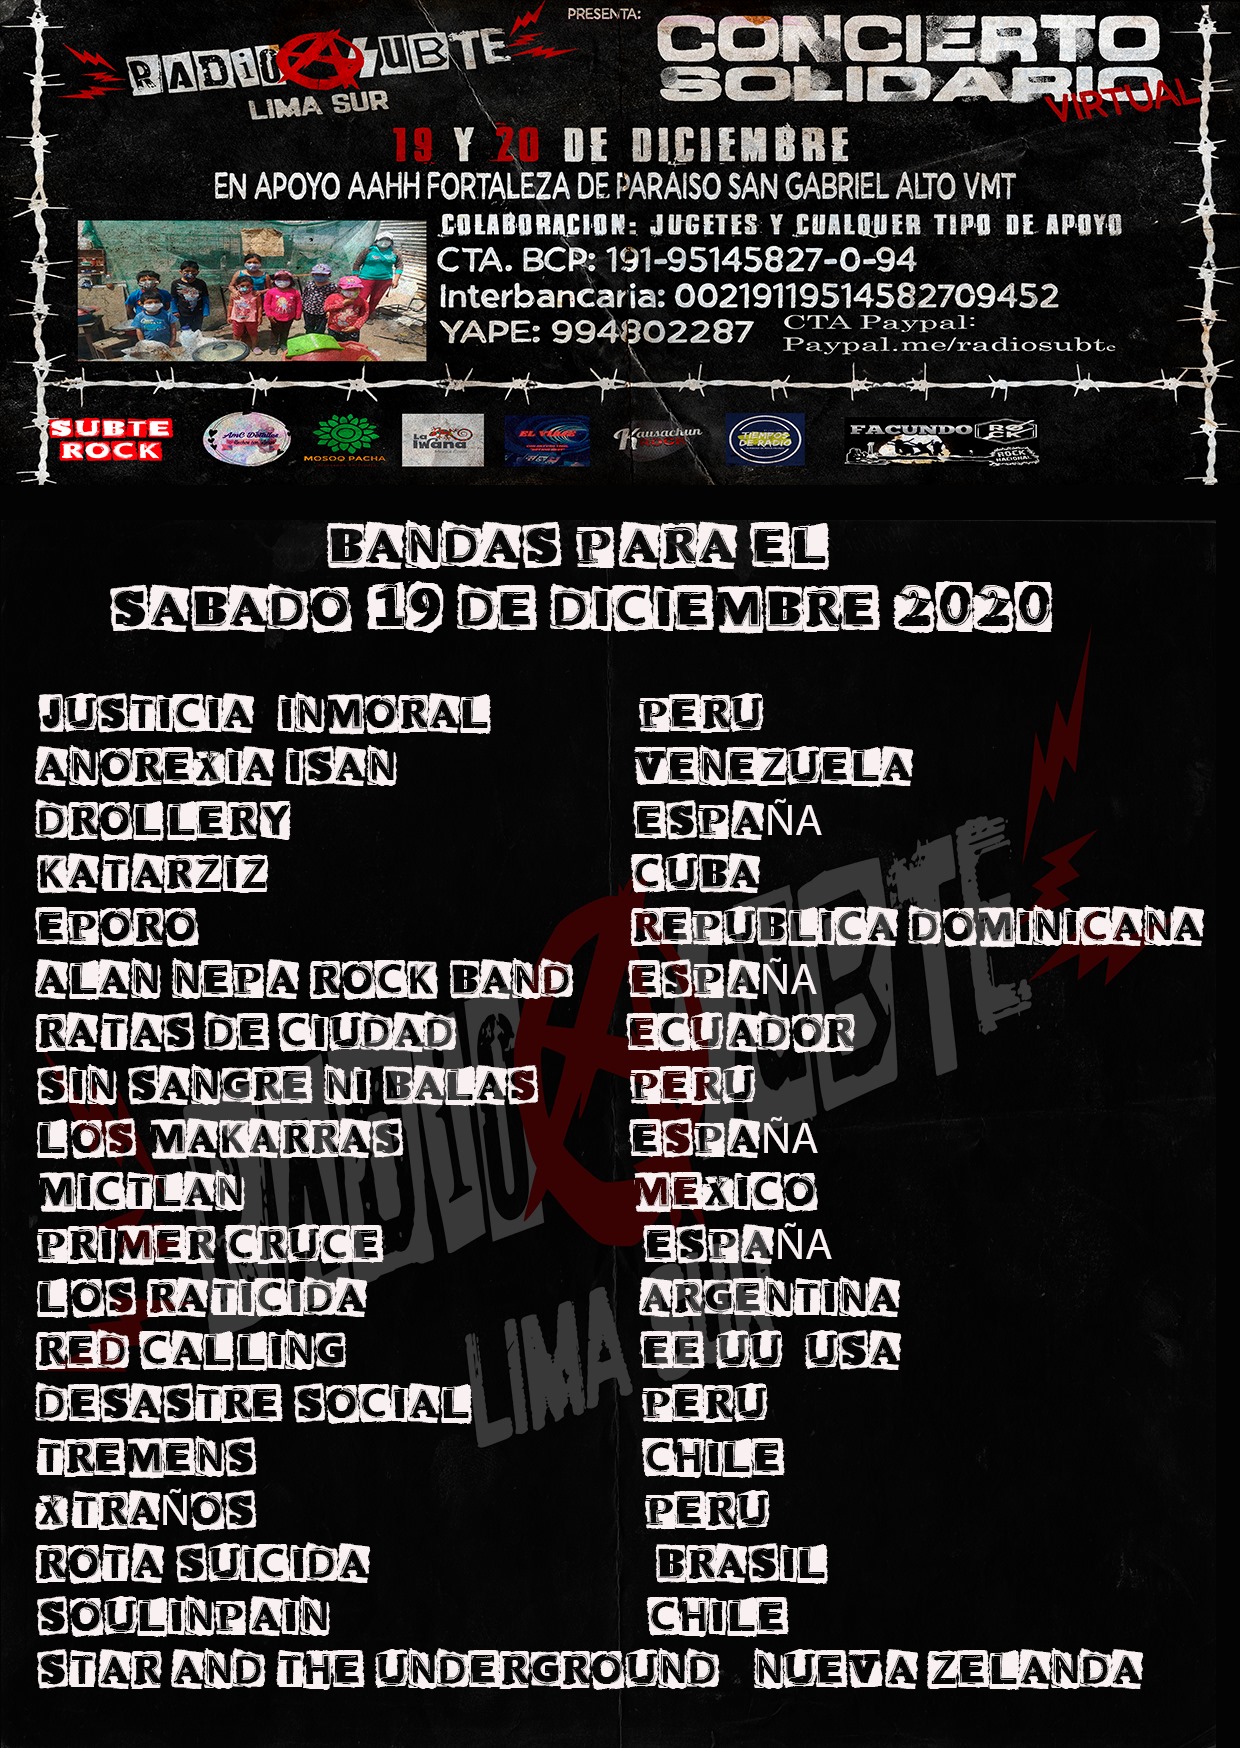 RADIO SUBTE
LIMA SUR
PRESENTA:
CONCIERTO
SOLIDARIO
VIRTUAL
19 Y 20 DE DICIEMBRE
EN APOYO AAHH FORTALEZA DE PARAISO SAN GABRIEL ALTO VMT
COLABORACION: JUGETES Y CUALQUER TIPO DE APOYO
CTA. BCP: 191-95145827-0-94
Interbancaria: 00219119514582709452
YAPE: 994802287
CTA Paypal:
Paypal.me/radiosubte
SUBTE
ROCK
AmC Detalles
MOSOQ PACHA
La
Iwana
EL VIAJE
Kausachun
TIEMPOS
DE RADIO
FACUNDO ROCK
ROCK
NACIONAL
BANDAS PARA EL
SABADO 19 DE DICIEMBRE 2020
JUSTICIA INMORAL PERU
ANOREXIA ISAN VENEZUELA
DROLLERY ESPAÑA
KATARZIZ CUBA
EPORO REPUBLICA DOMINICANA
ALAN NEPA ROCK BAND ESPAÑA
RATAS DE CIUDAD ECUADOR
SIN SANGRE NI BALAS PERU
LOS MAKARRAS ESPAÑA
MICTLAN MEXICO
PRIMER CRUCE ESPAÑA
LOS RATICIDA ARGENTINA
RED CALLING EE UU USA
DESASTRE SOCIAL PERU
TREMENS CHILE
XTRAÑOS PERU
ROTA SUICIDA BRASIL
SOULINPAIN CHILE
STAR AND THE UNDERGROUND NUEVA ZELANDA
RADIO SUBTE
LIMA SUR